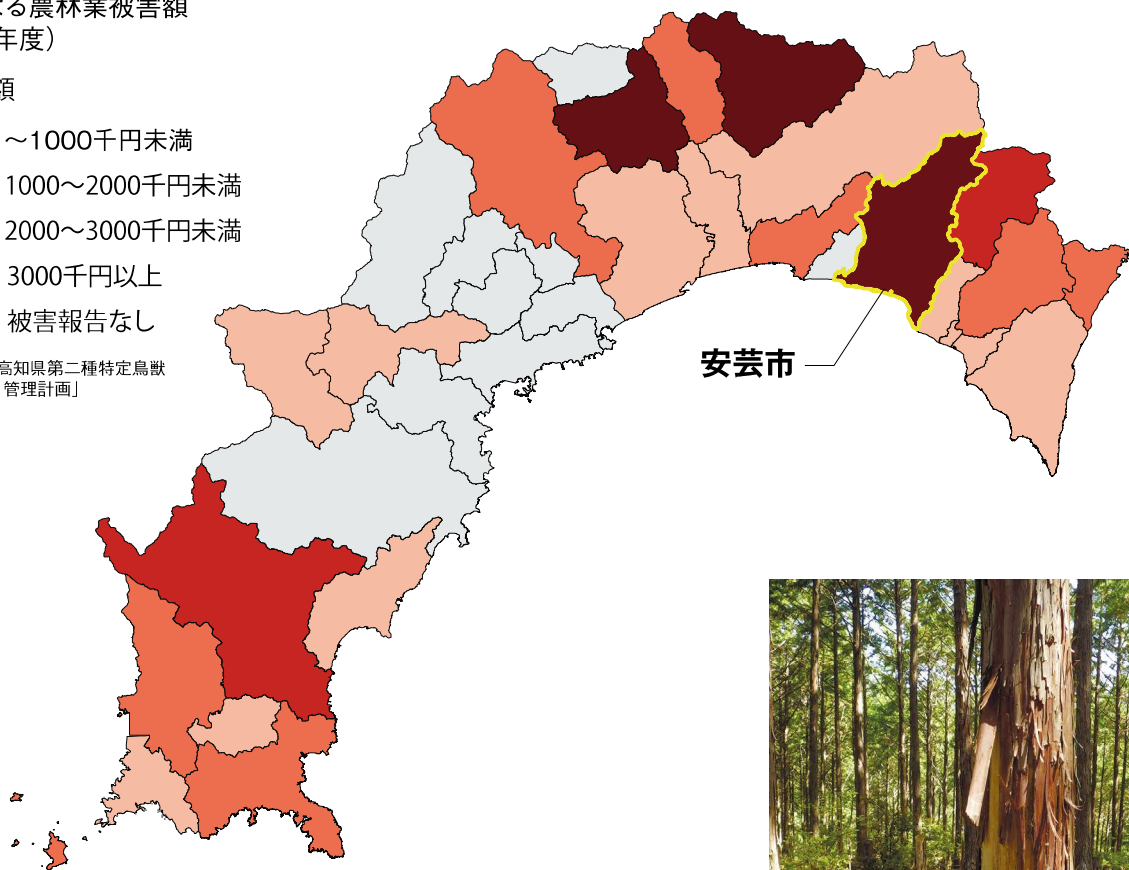 よる農林業被害額
年度）
額
～1000千円未満
1000～2000千円未満
2000～3000千円未満
3000千円以上
被害報告なし
高知県第二種特定鳥獣
管理計画」
安芸市